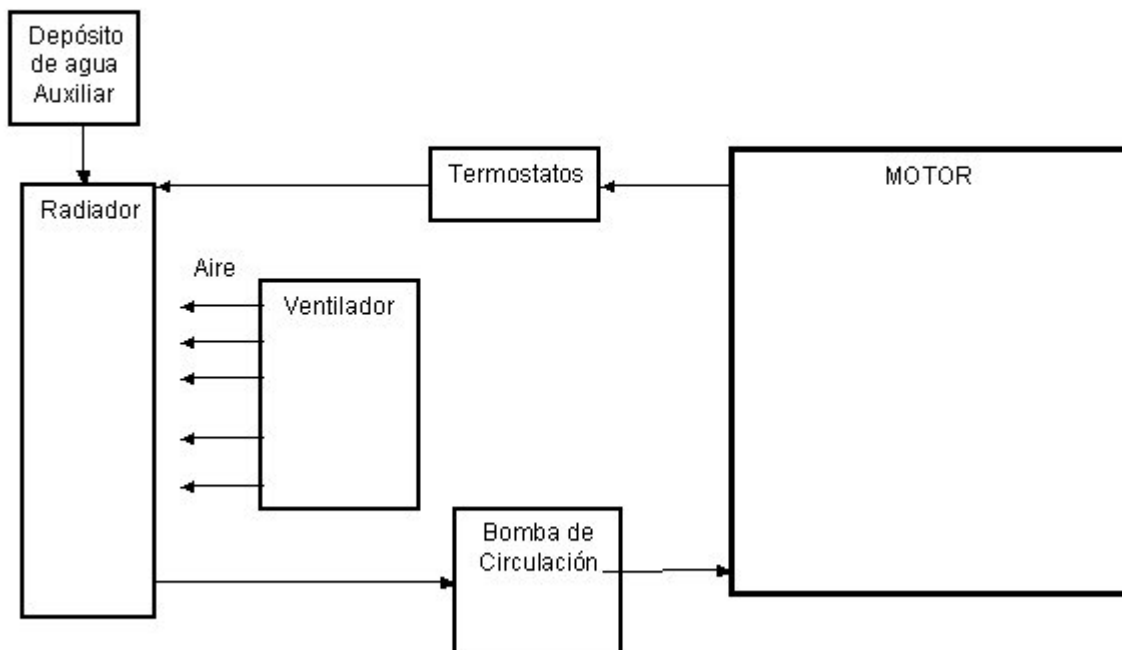 Depósito
de agua
Auxiliar
Termostatos
MOTOR
Radiador
Aire
Ventilador
Bomba de
Circulación